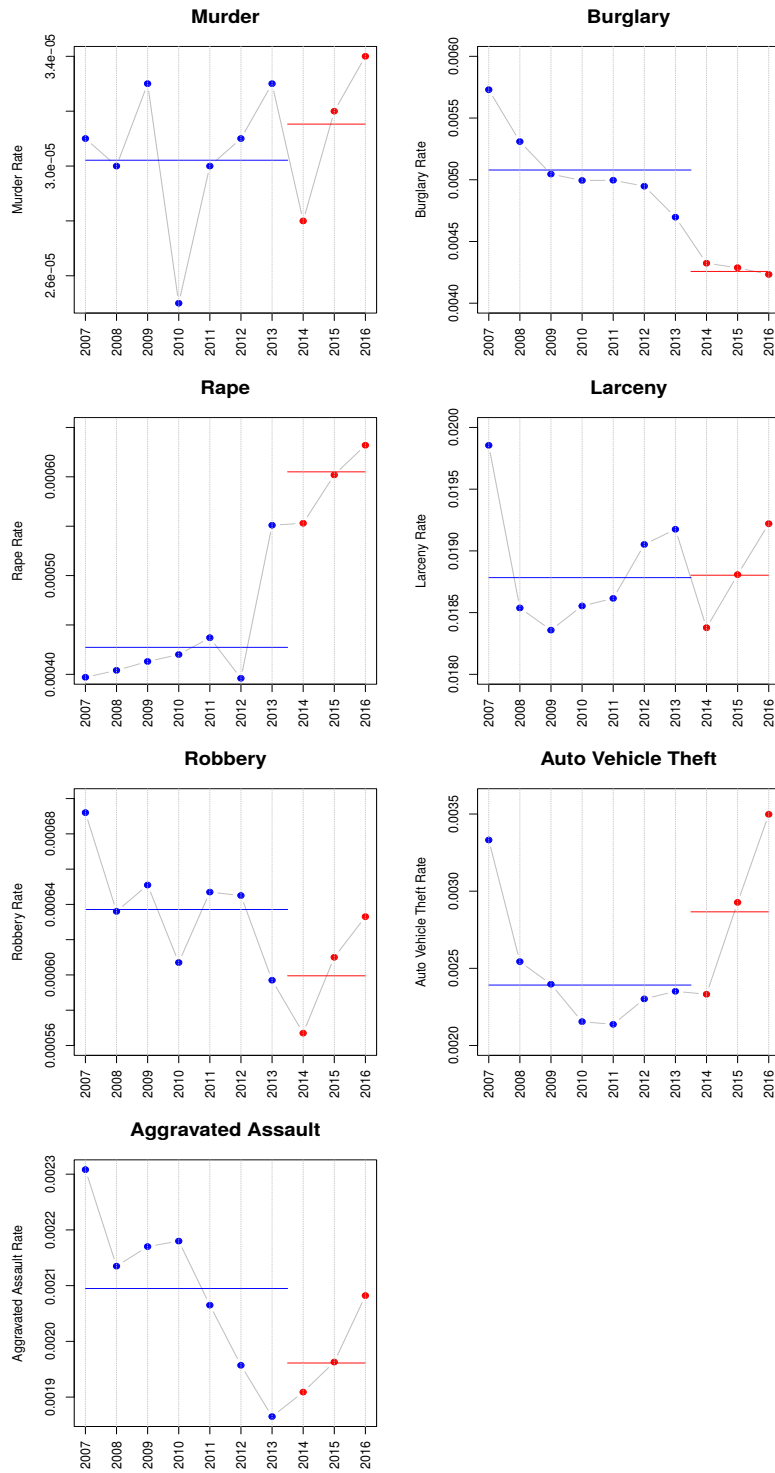 Murder
Murder Rate
3.4e−05
3.0e−05
2.6e−05
2007 2008 2009 2010 2011 2012 2013 2014 2015 2016
Burglary
Burglary Rate
0.0060
0.0055
0.0050
0.0045
0.0040
2007 2008 2009 2010 2011 2012 2013 2014 2015 2016
Rape
Rape Rate
0.00060
0.00050
0.00040
2007 2008 2009 2010 2011 2012 2013 2014 2015 2016
Larceny
Larceny Rate
0.0200
0.0195
0.0190
0.0185
0.0180
2007 2008 2009 2010 2011 2012 2013 2014 2015 2016
Robbery
Robbery Rate
0.00068
0.00064
0.00060
0.00056
2007 2008 2009 2010 2011 2012 2013 2014 2015 2016
Auto Vehicle Theft
Auto Vehicle Theft Rate
0.0035
0.0030
0.0025
0.0020
2007 2008 2009 2010 2011 2012 2013 2014 2015 2016
Aggravated Assault
Aggravated Assault Rate
0.0023
0.0022
0.0021
0.0020
0.0019
2007 2008 2009 2010 2011 2012 2013 2014 2015 2016